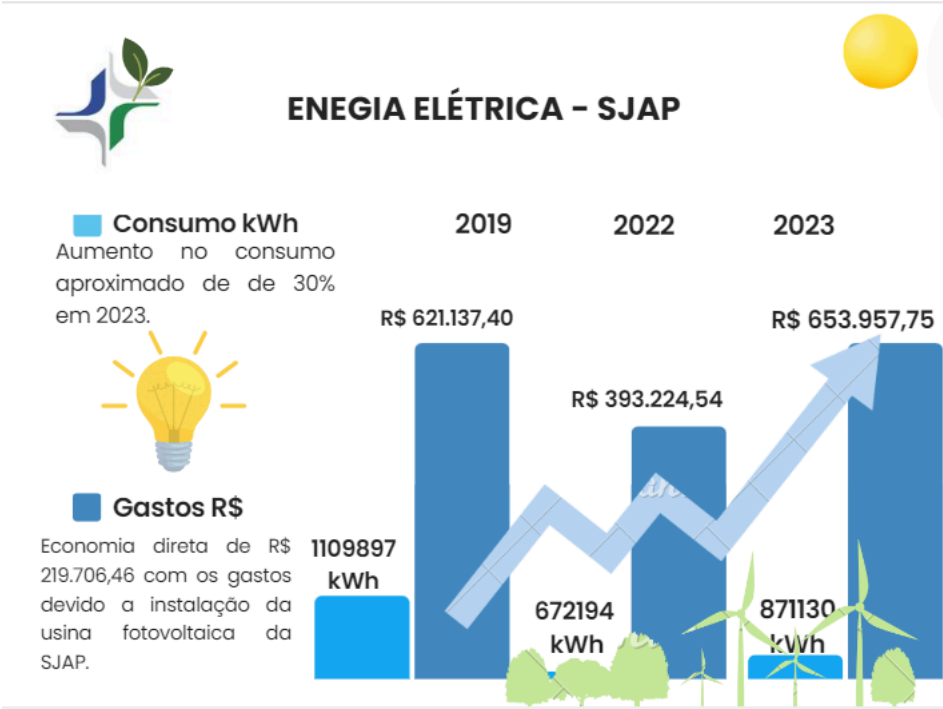 ENEGIA ELÉTRICA - SJAP
Consumo kWh
Aumento no consumo
aproximado de de 30%
em 2023.
2019
2022
2023
R$ 621.137,40
R$ 393.224,54
R$ 653.957,75
Gastos R$
Economia direta de R$
219.706,46 com os gastos
devido a instalação da
usina fotovoltaica da
SJAP.
1109897
kWh
672194
kWh
871130
kWh